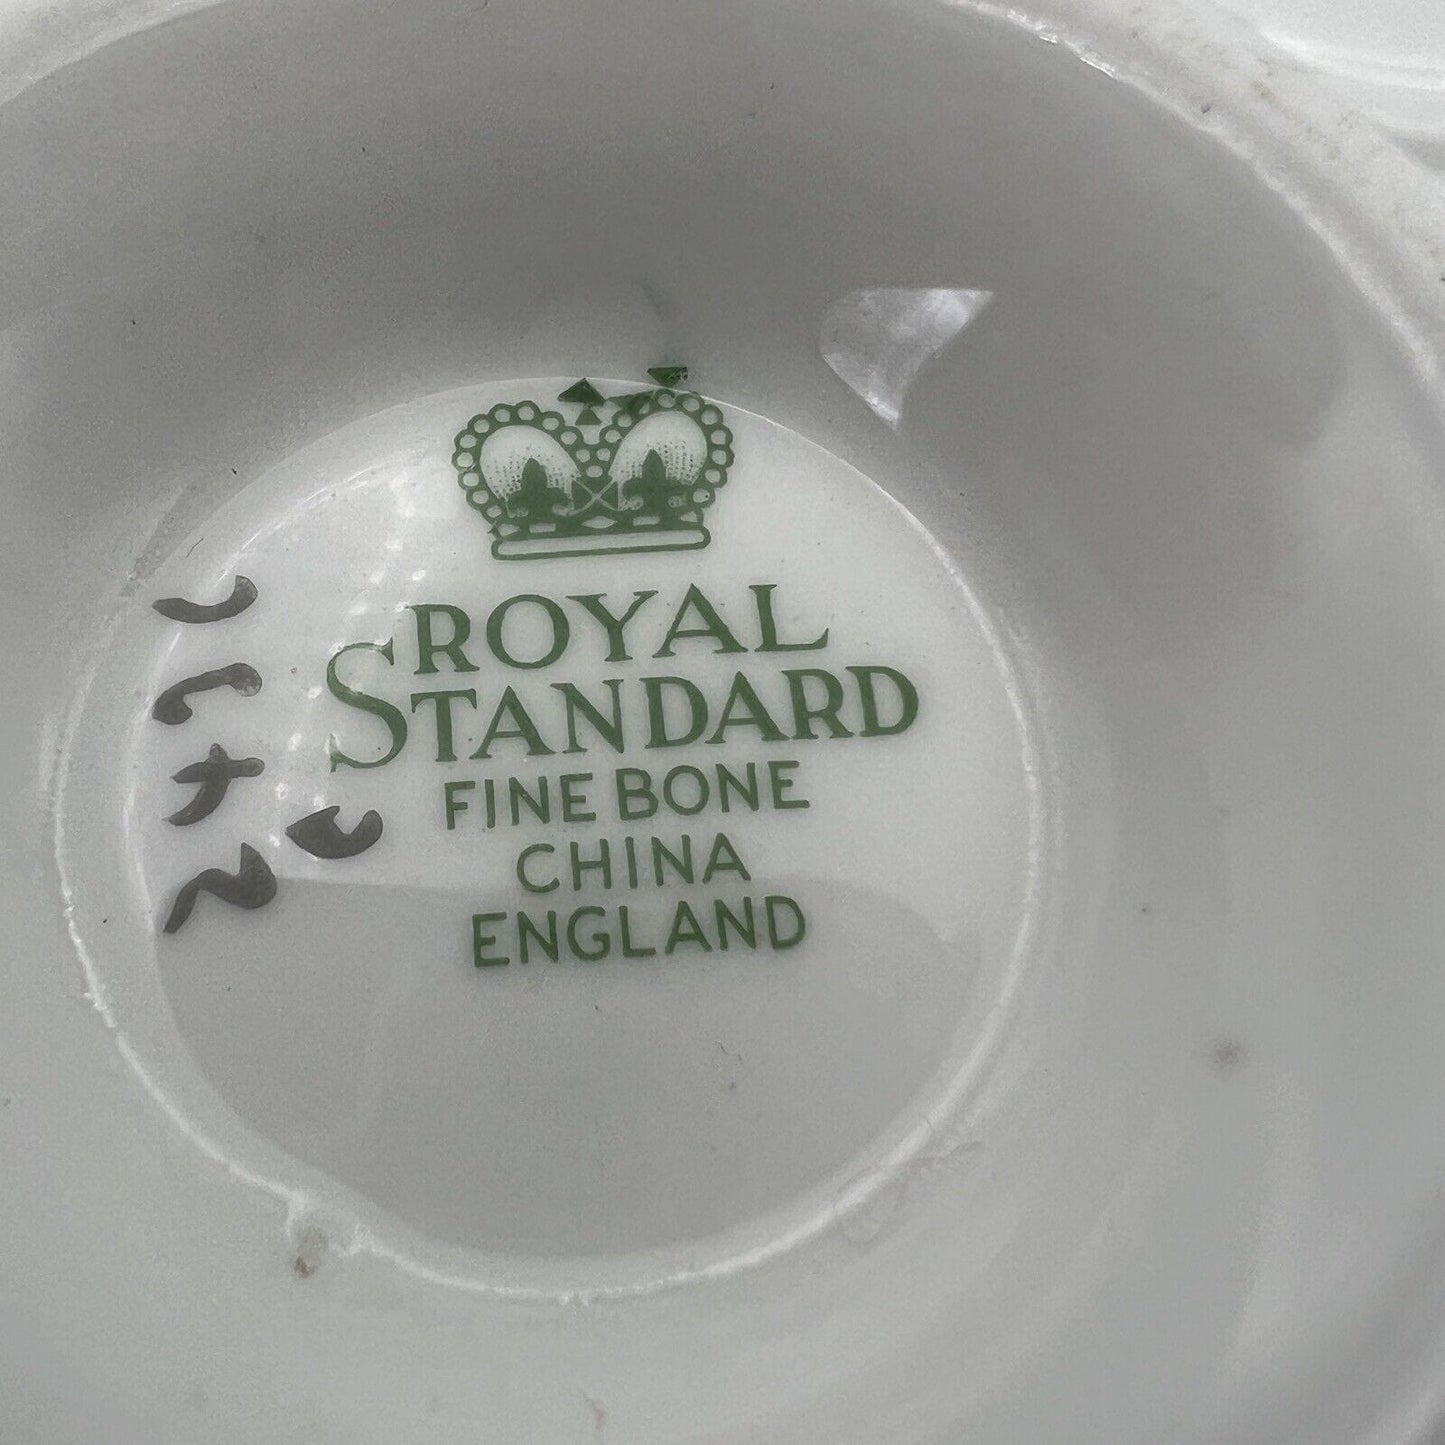 ROYAL
STANDARD
FINE BONE
CHINA
ENGLAND